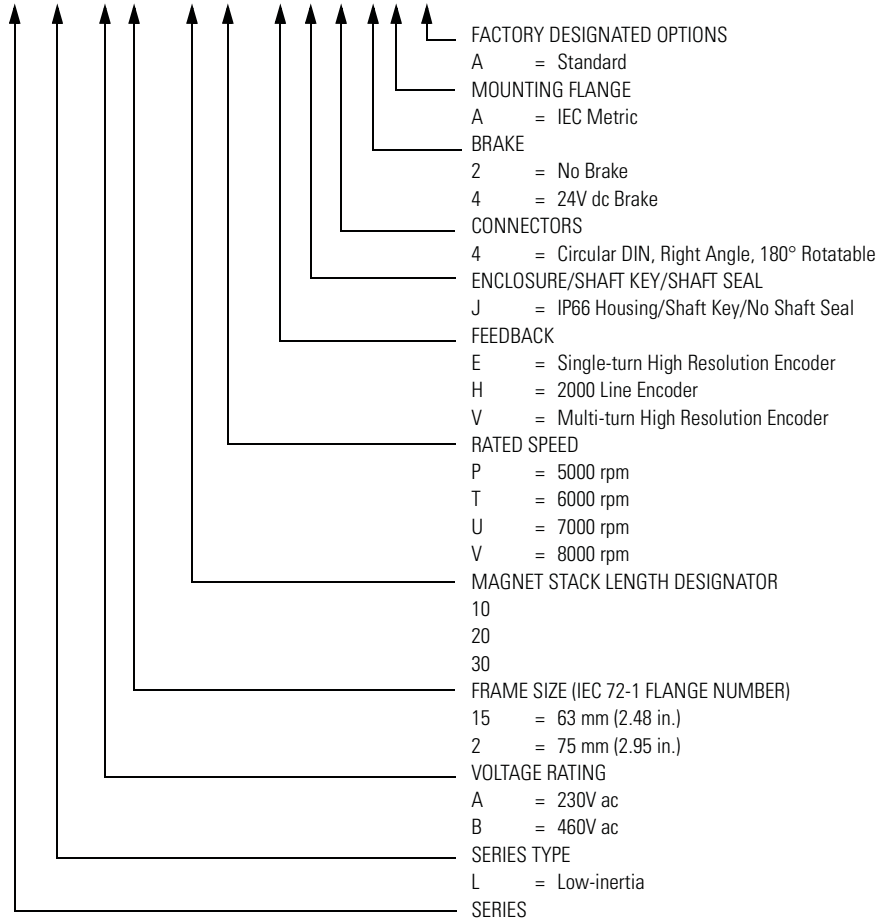 FACTORY DESIGNATED OPTIONS
A = Standard
MOUNTING FLANGE
A = IEC Metric
BRAKE
2 = No Brake
4 = 24V dc Brake
CONNECTORS
4 = Circular DIN, Right Angle, 180° Rotatable
ENCLOSURE/SHAFT KEY/SHAFT SEAL
J = IP66 Housing/Shaft Key/No Shaft Seal
FEEDBACK
E = Single-turn High Resolution Encoder
H = 2000 Line Encoder
V = Multi-turn High Resolution Encoder
RATED SPEED
P = 5000 rpm
T = 6000 rpm
U = 7000 rpm
V = 8000 rpm
MAGNET STACK LENGTH DESIGNATOR
10
20
30
FRAME SIZE (IEC 72-1 FLANGE NUMBER)
15 = 63 mm (2.48 in.)
2 = 75 mm (2.95 in.)
VOLTAGE RATING
A = 230V ac
B = 460V ac
SERIES TYPE
L = Low-inertia
SERIES